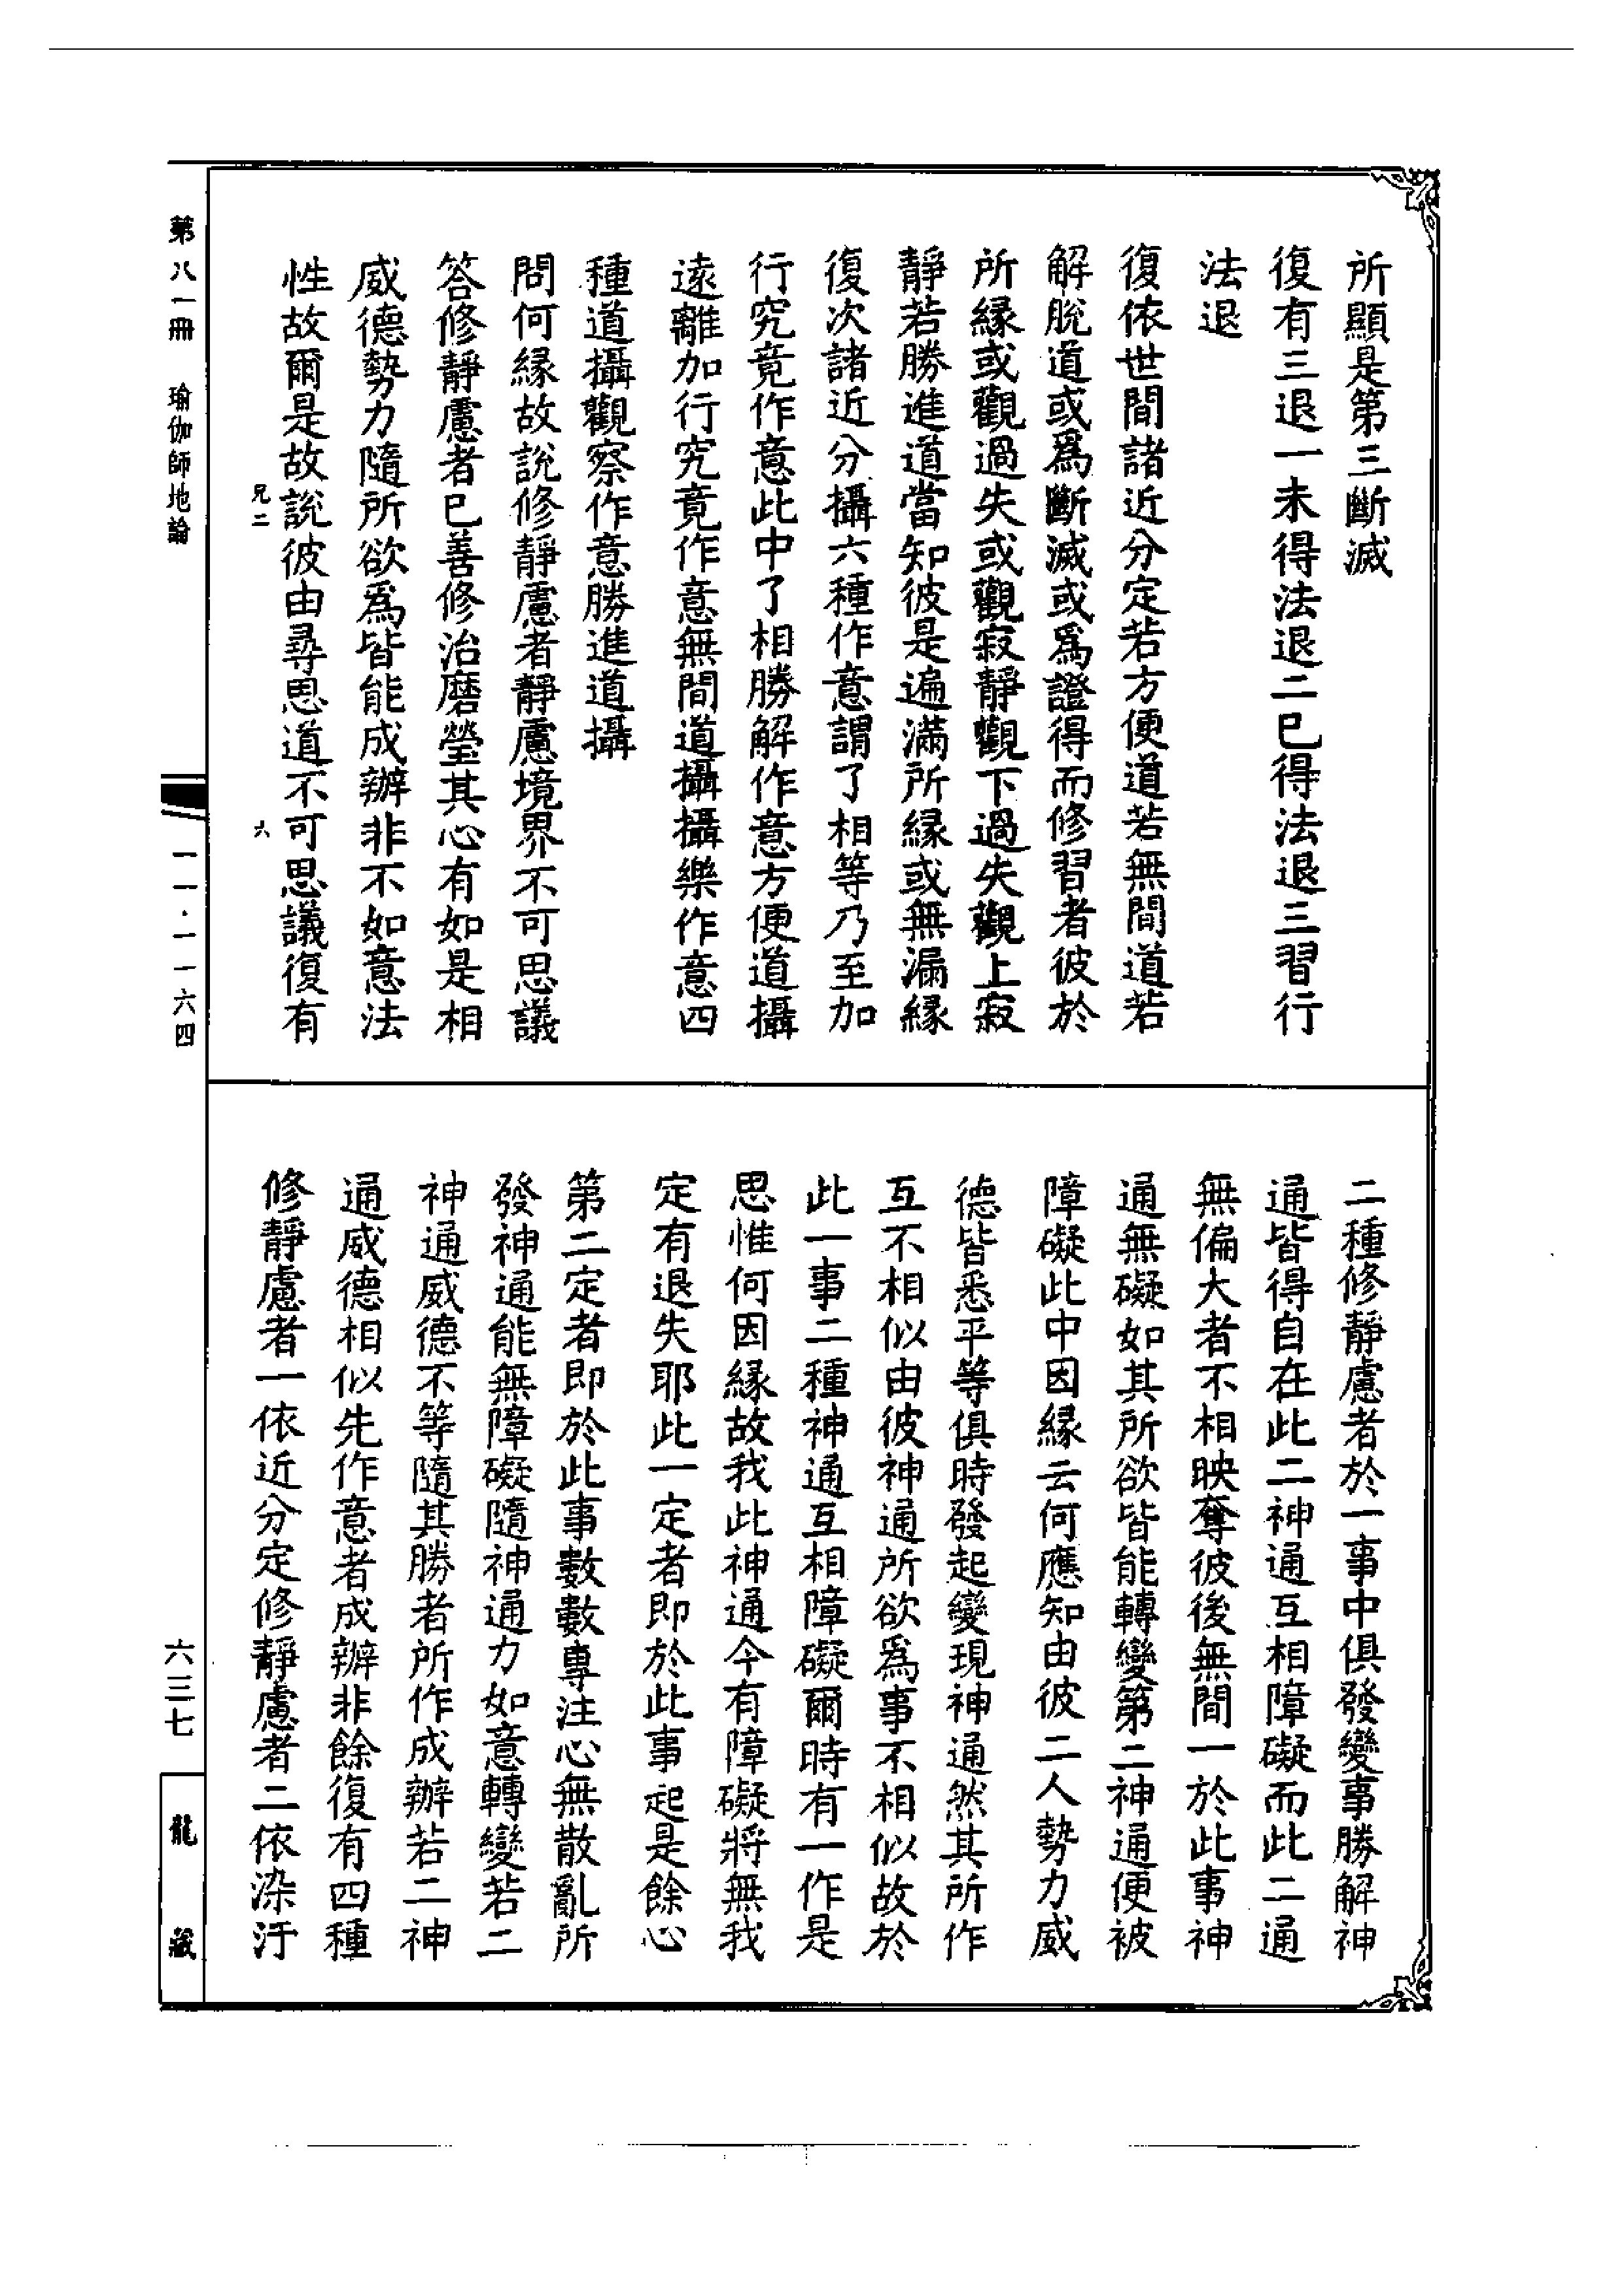 所顯是第三斷滅
復有三退一未得法退二已得法退三習行
法退
復依世間諸近分定若方便道若無間道若
解脫道或爲斷滅或爲證得而修習者彼於
所緣或觀過失或觀寂靜觀下過失觀上寂
靜若勝進道當知彼是遍滿所緣或無漏緣
復次諸近分攝六種作意謂了相等乃至加
行究竟作意此中了相勝解作意方便道攝
遠離加行究竟作意無間道攝攝樂作意四
種道攝觀察作意勝進道攝
問何緣故說修靜慮者靜慮境界不可思議
答修靜慮者已善修治磨瑩其心有如是相
威德勢力隨所欲爲皆能成辦非不如意法
性故爾是故說彼由尋思道不可思議復有
兄二 六
二種修靜慮者於一事中俱發變事勝解神
通皆得自在此二神通互相障礙而此二通
無偏大者不相映奪彼後無間一於此事神
通無礙如其所欲皆能轉變第二神通便被
障礙此中因緣云何應知由彼二人勢力威
德皆悉平等俱時發起變現神通然其所作
互不相似由彼神通所欲爲事不相似故於
此一事二種神通互相障礙爾時有一作是
思惟何因緣故我此神通今有障礙將無我
定有退失耶此一定者即於此事起是餘心
第二定者即於此事數數專注心無散亂所
發神通能無障礙隨神通力如意轉變若二
神通威德不等隨其勝者所作成辦若二神
通威德相似先作意者成辦非餘復有四種
修靜慮者一依近分定修靜慮者二依染汙
第八一冊 瑜伽師地論 一一·一一六四 六三七 龍藏